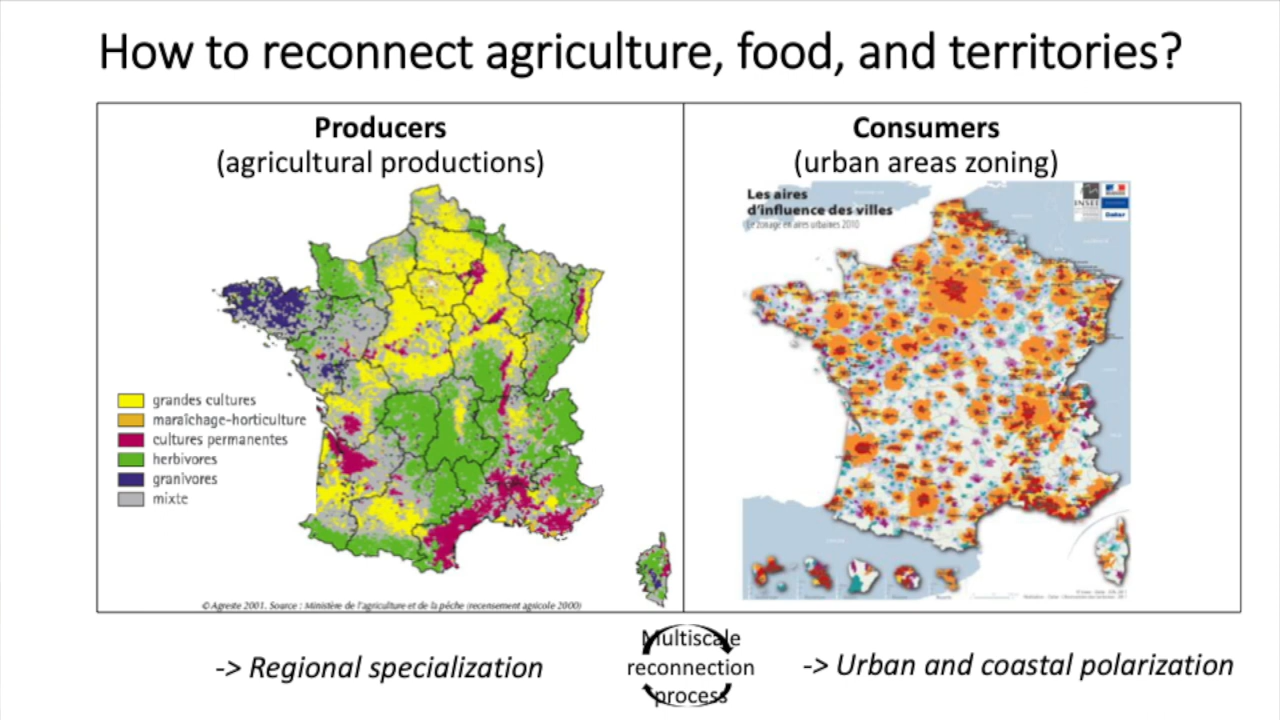 How to reconnect agriculture, food, and territories?
Producers
(agricultural productions)
grandes cultures
maraîchage-horticulture
cultures permanentes
herbivores
granivores
mixte
© Agreste 2001. Source : Ministère de l'agriculture et de la pêche (recensement agricole 2000)
Consumers
(urban areas zoning)
Les aires
d'influence des villes
Le zonage en aires urbaines 2010
INSEE
Datar
-> Regional specialization
Multiscale
reconnection
process
-> Urban and coastal polarization